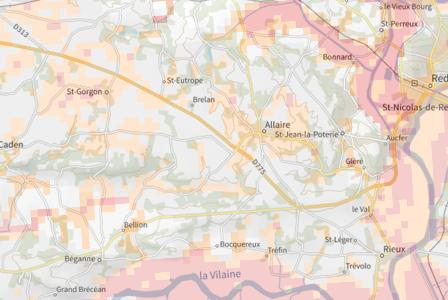 le Vieux Bourg
St-Perreux
D313
Bonnard
St-Eutrope
St-Gorgon
Brelan
St-Nicolas-de-Re
Allaire
St-Jean-la-Poterie
Aucfer
Caden
Glére
D775
le Val
Bellion
Bocquereux
St-Léger
Rieux
Béganne
Tréfin
Trévolo
la Vilaine
Grand Brécéan